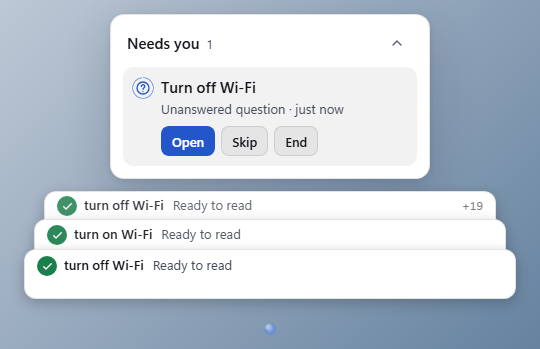 Needs you 1
Turn off Wi-Fi
Unanswered question · just now
Open Skip End
turn off Wi-Fi Ready to read +19
turn on Wi-Fi Ready to read
turn off Wi-Fi Ready to read